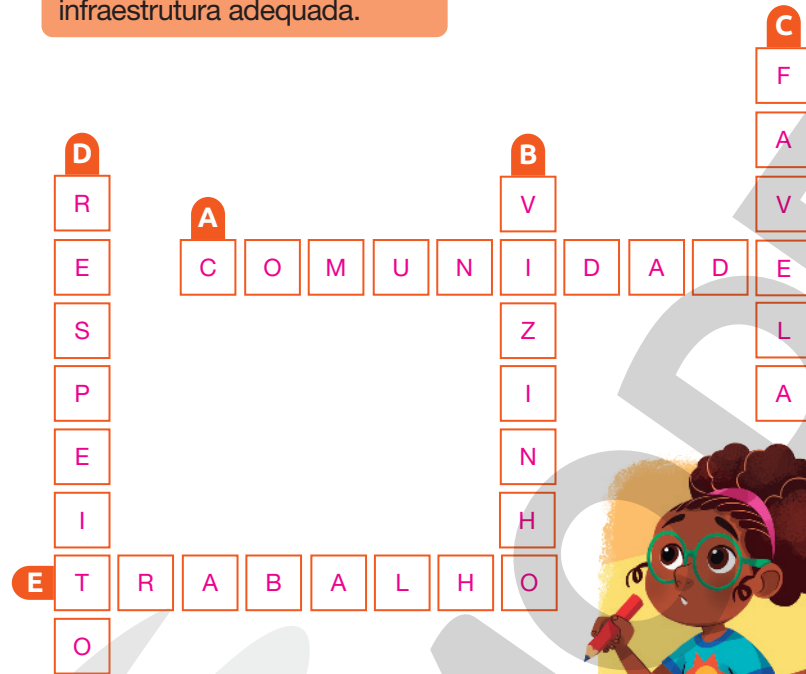 infraestrutura adequada.
C
F
A
D B
R A V V
E C O M U N I D A D E
S Z L
P I A
E N
I H
E T R A B A L H O
O